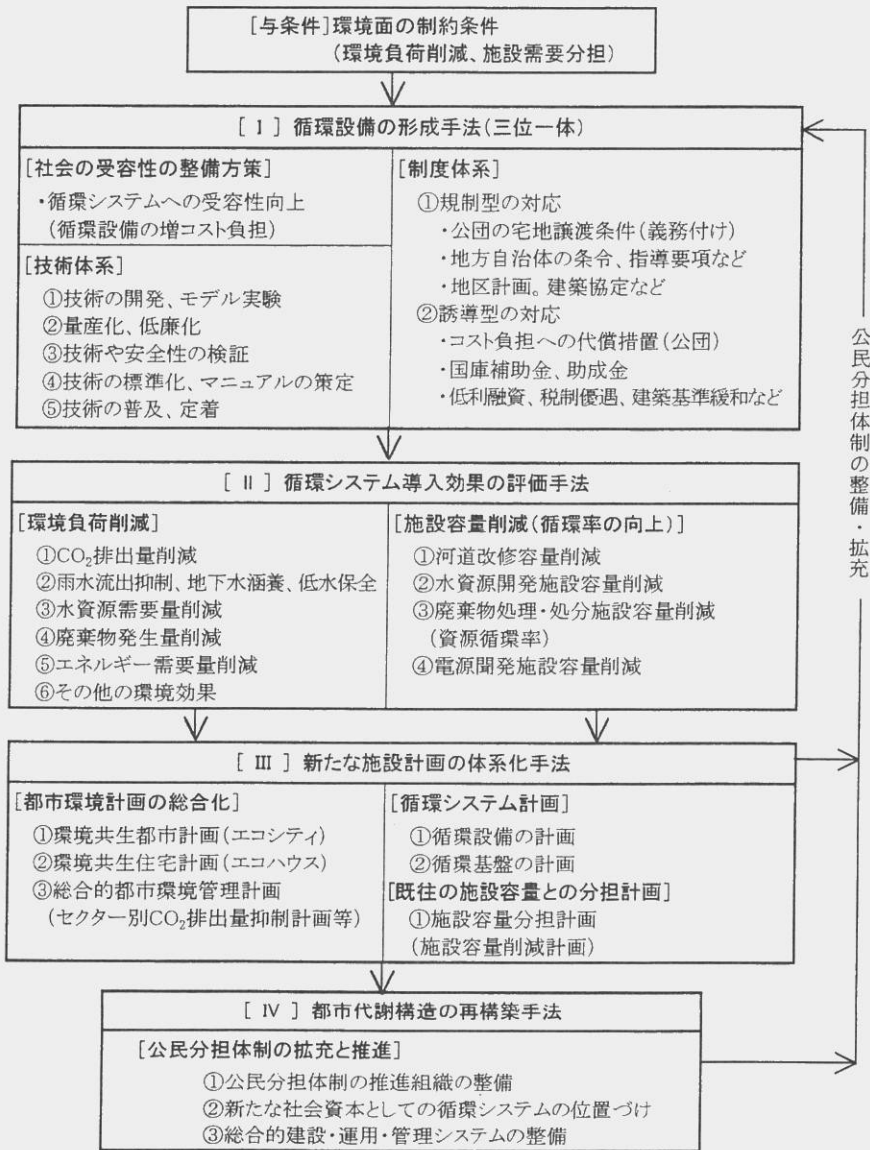 [与条件]環境面の制約条件
(環境負荷削減、施設需要分担)
[ I ] 循環設備の形成手法(三位一体)
[社会の受容性の整備方策]
・循環システムへの受容性向上
(循環設備の増コスト負担)
[技術体系]
①技術の開発、モデル実験
②量産化、低廉化
③技術や安全性の検証
④技術の標準化、マニュアルの策定
⑤技術の普及、定着
[制度体系]
①規制型の対応
・公団の宅地譲渡条件(義務付け)
・地方自治体の条令、指導要項など
・地区計画。建築協定など
②誘導型の対応
・コスト負担への代償措置(公団)
・国庫補助金、助成金
・低利融資、税制優遇、建築基準緩和など
[ II ] 循環システム導入効果の評価手法
[環境負荷削減]
①CO₂排出量削減
②雨水流出抑制、地下水涵養、低水保全
③水資源需要量削減
④廃棄物発生量削減
⑤エネルギー需要量削減
⑥その他の環境効果
[施設容量削減(循環率の向上)]
①河道改修容量削減
②水資源開発施設容量削減
③廃棄物処理・処分施設容量削減
(資源循環率)
④電源開発施設容量削減
[ III ] 新たな施設計画の体系化手法
[都市環境計画の総合化]
①環境共生都市計画(エコシティ)
②環境共生住宅計画(エコハウス)
③総合的都市環境管理計画
(セクター別CO₂排出量抑制計画等)
[循環システム計画]
①循環設備の計画
②循環基盤の計画
[既往の施設容量との分担計画]
①施設容量分担計画
(施設容量削減計画)
[ IV ] 都市代謝構造の再構築手法
[公民分担体制の拡充と推進]
①公民分担体制の推進組織の整備
②新たな社会資本としての循環システムの位置づけ
③総合的建設・運用・管理システムの整備
公民分担体制の整備・拡充